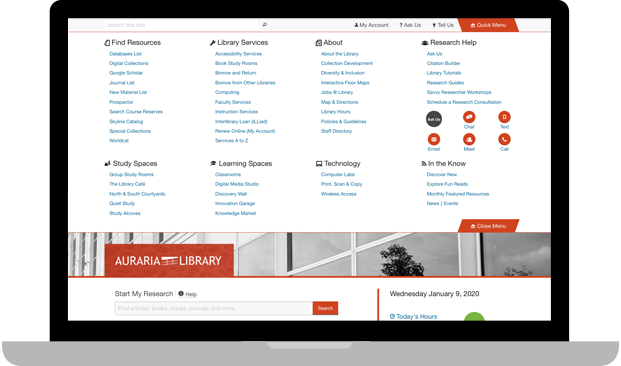 search this site
My Account
? Ask Us
Tell Us
Quick Menu
Find Resources
Databases List
Digital Collections
Google Scholar
Journal List
New Material List
Prospector
Search Course Reserves
Skyline Catalog
Special Collections
Worldcat
Library Services
Accessibility Services
Book Study Rooms
Borrow and Return
Borrow from Other Libraries
Computing
Faculty Services
Instruction Services
Interlibrary Loan (ILLiad)
Renew Online (My Account)
Services A to Z
About
About the Library
Collection Development
Diversity & Inclusion
Interactive Floor Maps
Jobs @ Library
Map & Directions
Library Hours
Policies & Guidelines
Staff Directory
Research Help
Ask Us
Citation Builder
Library Tutorials
Research Guides
Savvy Researcher Workshops
Schedule a Research Consultation
Ask Us
Chat
Text
Email
Meet
Call
Study Spaces
Group Study Rooms
The Library Café
North & South Courtyards
Quiet Study
Study Alcoves
Learning Spaces
Classrooms
Digital Media Studio
Discovery Wall
Innovation Garage
Knowledge Market
Technology
Computer Labs
Print, Scan & Copy
Wireless Access
In the Know
Discover New
Explore Fun Reads
Monthly Featured Resources
News | Events
Close Menu
AURARIA LIBRARY
Start My Research
Help
Find articles, books, media, journals and more
Search
Wednesday January 9, 2020
Today's Hours